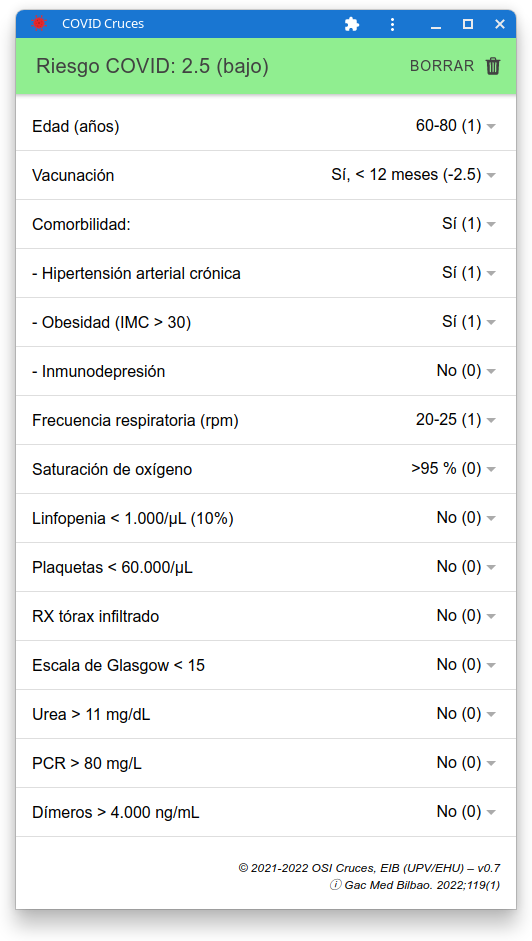 COVID Cruces
Riesgo COVID: 2.5 (bajo) BORRAR
Edad (años) 60-80 (1)
Vacunación Sí, < 12 meses (-2.5)
Comorbilidad: Sí (1)
- Hipertensión arterial crónica Sí (1)
- Obesidad (IMC > 30) Sí (1)
- Inmunodepresión No (0)
Frecuencia respiratoria (rpm) 20-25 (1)
Saturación de oxígeno >95 % (0)
Linfopenia < 1.000/μL (10%) No (0)
Plaquetas < 60.000/μL No (0)
RX tórax infiltrado No (0)
Escala de Glasgow < 15 No (0)
Urea > 11 mg/dL No (0)
PCR > 80 mg/L No (0)
Dímeros > 4.000 ng/mL No (0)
© 2021-2022 OSI Cruces, EIB (UPV/EHU) – v0.7
ⓘ Gac Med Bilbao. 2022;119(1)